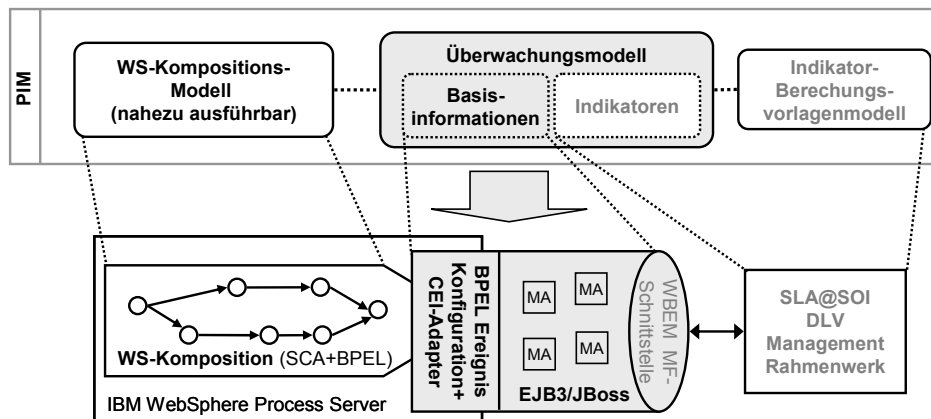 PIM
WS-Kompositions-
Modell
(nahezu ausführbar)
Überwachungsmodell
Basis-
informationen
Indikatoren
Indikator-
Berechungs-
vorlagenmodell
WS-Komposition (SCA+BPEL)
IBM WebSphere Process Server
BPEL Ereignis
Konfiguration+
CEI-Adapter
MA
MA
MA
MA
EJB3/JBoss
WBEM MF-
Schnittstelle
SLA@SOI
DLV
Management
Rahmenwerk